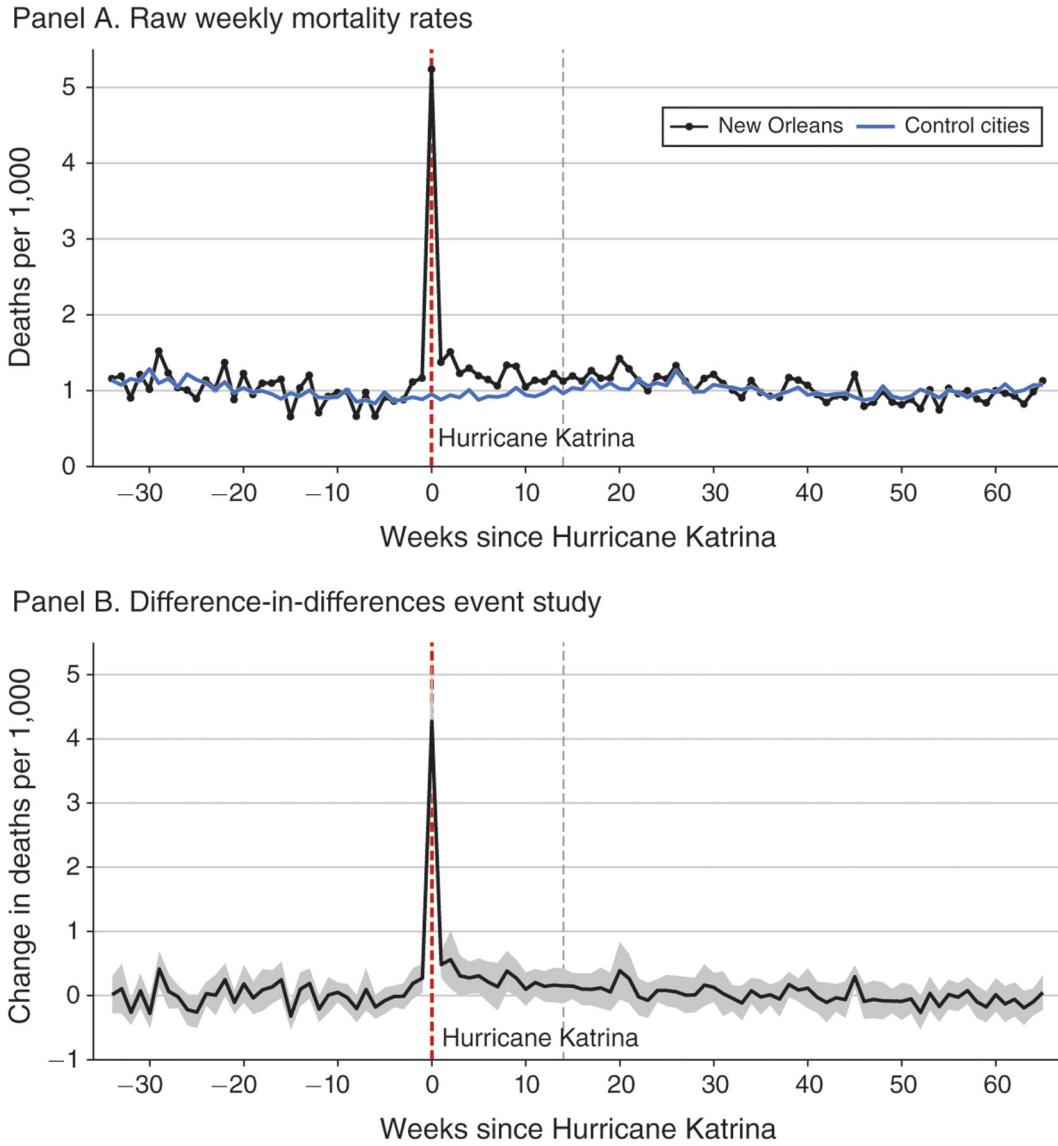 Panel A. Raw weekly mortality rates
Deaths per 1,000
5
4
3
2
1
0
New Orleans
Control cities
Hurricane Katrina
−30 −20 −10 0 10 20 30 40 50 60
Weeks since Hurricane Katrina
Panel B. Difference-in-differences event study
Change in deaths per 1,000
5
4
3
2
1
0
−1
Hurricane Katrina
−30 −20 −10 0 10 20 30 40 50 60
Weeks since Hurricane Katrina